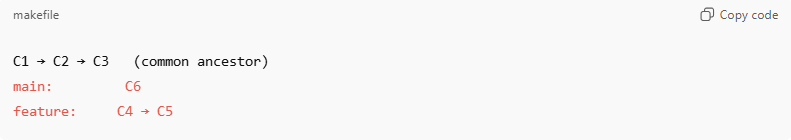 makefile
Copy code
C1 → C2 → C3   (common ancestor)
main:         C6
feature:     C4 → C5